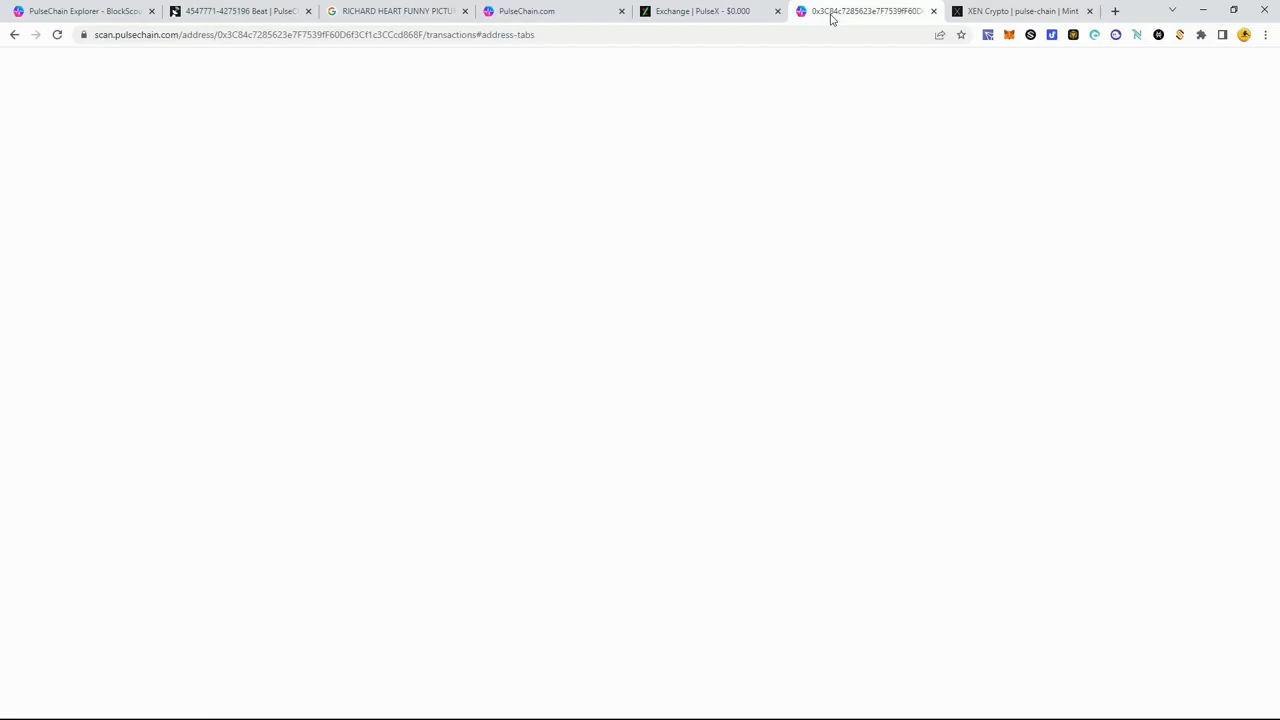 PulseChain Explorer - BlockSco
4547771-4275196 Beat | PulseC
RICHARD HEART FUNNY PICTU
PulseChain.com
Exchange | PulseX - $0.000
0x3C84c7285623e7F7539fF60D6
XEN Crypto | pulse-chain | Mint
scan.pulsechain.com/address/0x3C84c7285623e7F7539fF60D6f3Cf1c3CCcd868F/transactions#address-tabs